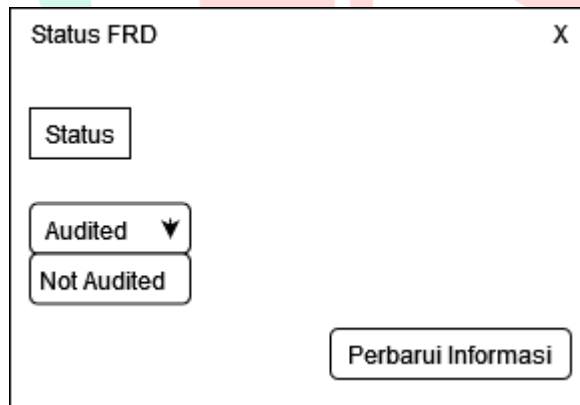 Status FRD X
Status
Audited
Not Audited
Perbarui Informasi